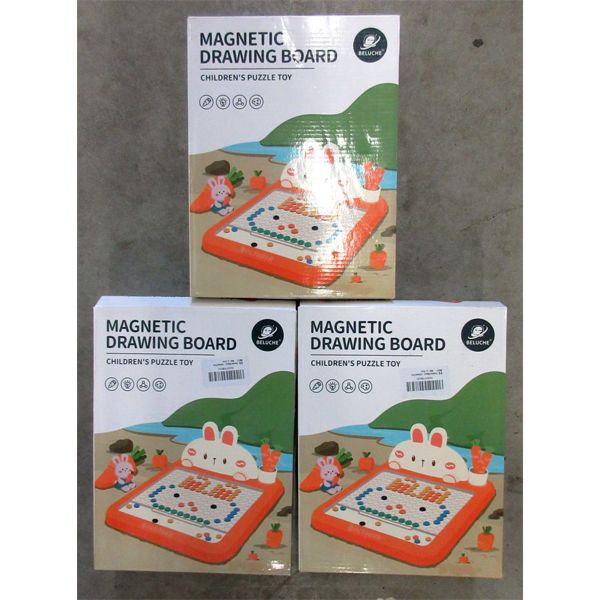 MAGNETIC
DRAWING BOARD
CHILDREN'S PUZZLE TOY
BELUCHE
MAGNETIC
DRAWING BOARD
CHILDREN'S PUZZLE TOY
BELUCHE
MAGNETIC
DRAWING BOARD
CHILDREN'S PUZZLE TOY
BELUCHE